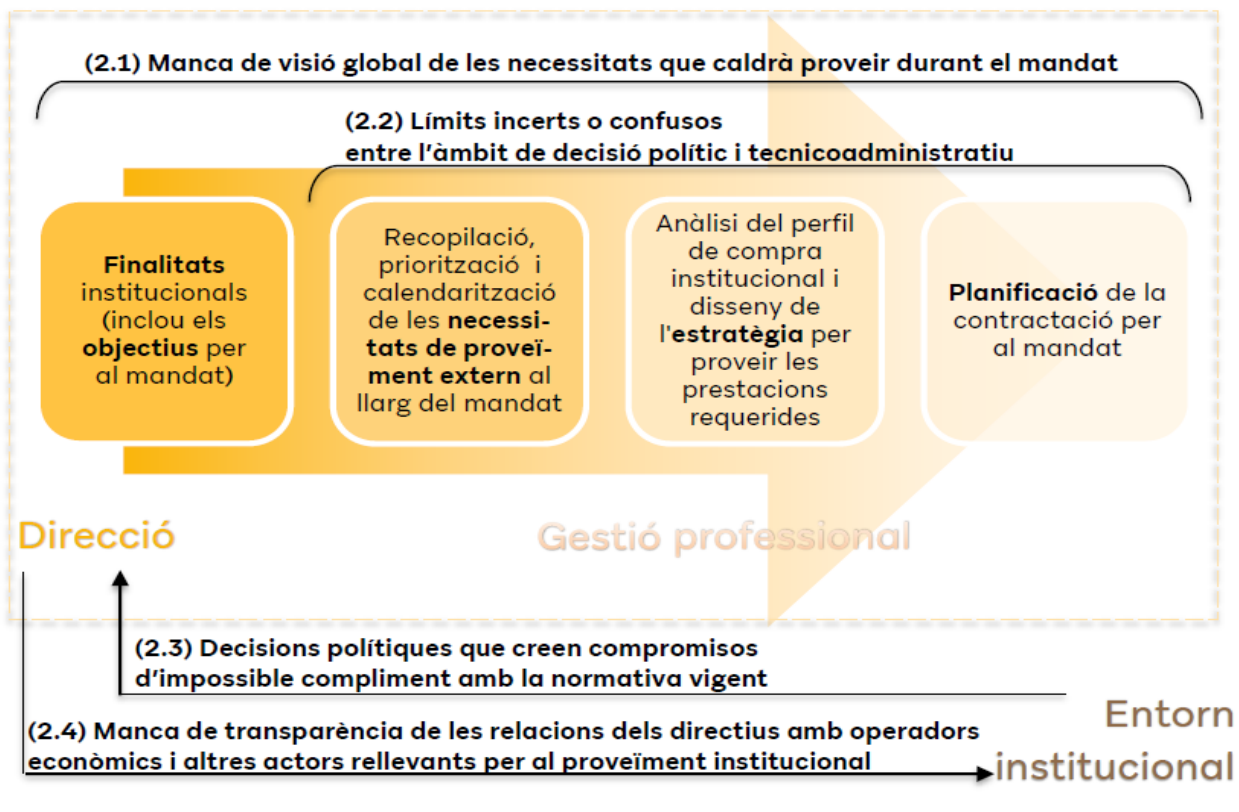 (2.1) Manca de visió global de les necessitats que caldrà proveir durant el mandat
(2.2) Límits incerts o confusos
entre l'àmbit de decisió polític i tecnicoadministratiu
Finalitats
institucionals
(inclou els
objectius per
al mandat)
Recopilació,
priorització i
calendarització
de les necessi-
tats de proveï-
ment extern al
llarg del mandat
Anàlisi del perfil
de compra
institucional i
disseny de
l'estratègia per
proveir les
prestacions
requerides
Planificació de la
contractació per
al mandat
Direcció
Gestió professional
(2.3) Decisions polítiques que creen compromisos
d'impossible compliment amb la normativa vigent
(2.4) Manca de transparència de les relacions dels directius amb operadors
econòmics i altres actors rellevants per al proveïment institucional
Entorn
institucional